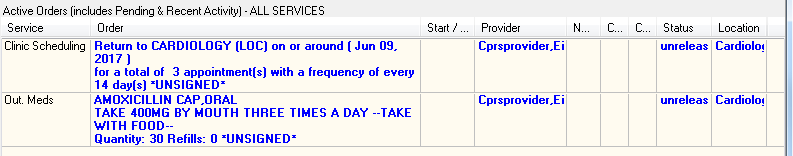 Active Orders (includes Pending & Recent Activity) - ALL SERVICES
Service Order Start / ... Provider N... C... C... Status Location
Clinic Scheduling Return to CARDIOLOGY (LOC) on or around ( Jun 09, Cprsprovider,Ei unreleas Cardiolog
2017 )
for a total of 3 appointment(s) with a frequency of every
14 day(s) *UNSIGNED*
Out. Meds AMOXICILLIN CAP,ORAL Cprsprovider,Ei unreleas Cardiolog
TAKE 400MG BY MOUTH THREE TIMES A DAY --TAKE
WITH FOOD--
Quantity: 30 Refills: 0 *UNSIGNED*